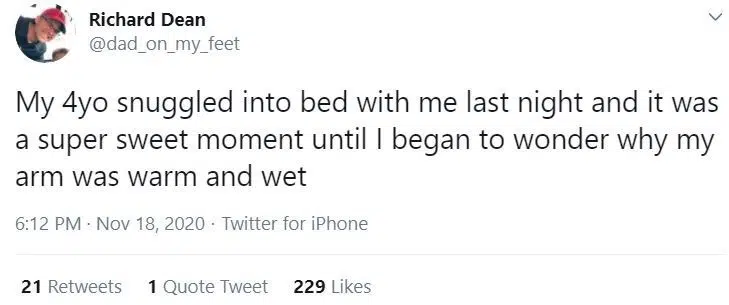 Richard Dean
@dad_on_my_feet
My 4yo snuggled into bed with me last night and it was
a super sweet moment until I began to wonder why my
arm was warm and wet
6:12 PM · Nov 18, 2020 · Twitter for iPhone
21 Retweets 1 Quote Tweet 229 Likes